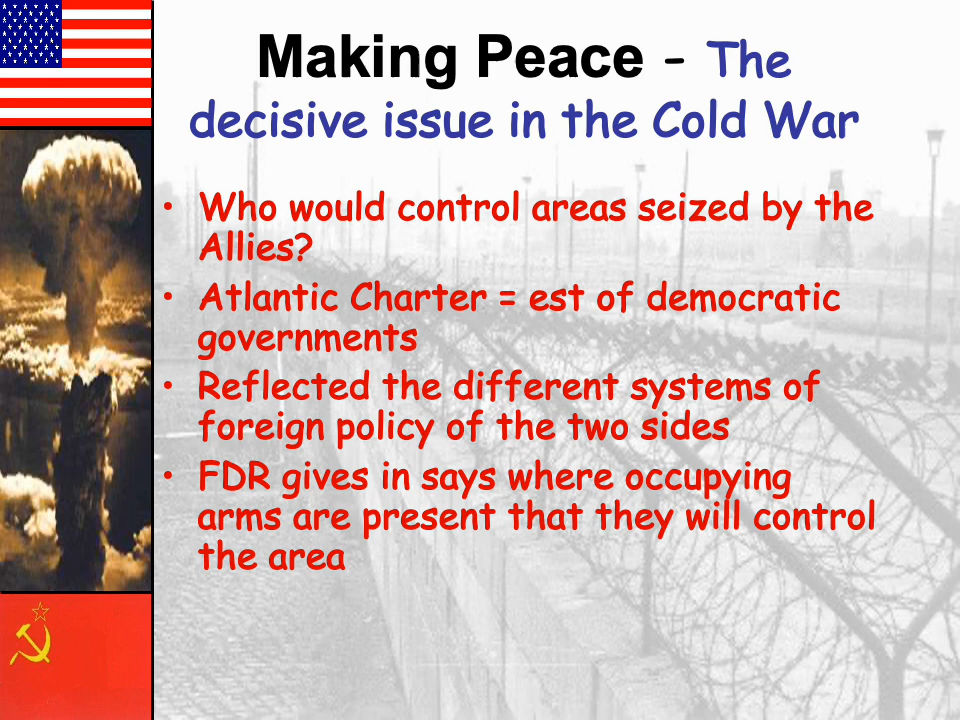 Making Peace - The
decisive issue in the Cold War
• Who would control areas seized by the
Allies?
• Atlantic Charter = est of democratic
governments
• Reflected the different systems of
foreign policy of the two sides
• FDR gives in says where occupying
arms are present that they will control
the area